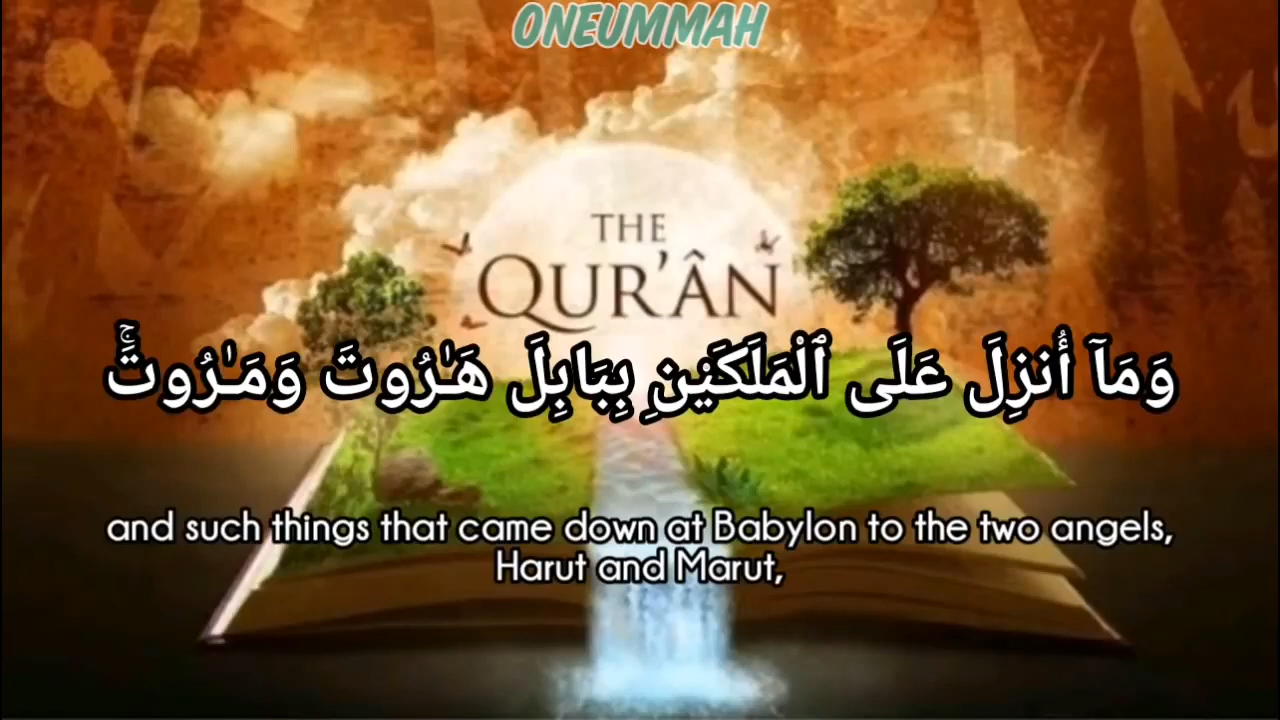 ONEUMMAH
THE
QUR'ÂN
وَمَآ أُنزِلَ عَلَى ٱلْمَلَكَيْنِ بِبَابِلَ هَـٰرُوتَ وَمَـٰرُوتَۚ
and such things that came down at Babylon to the two angels,
Harut and Marut,